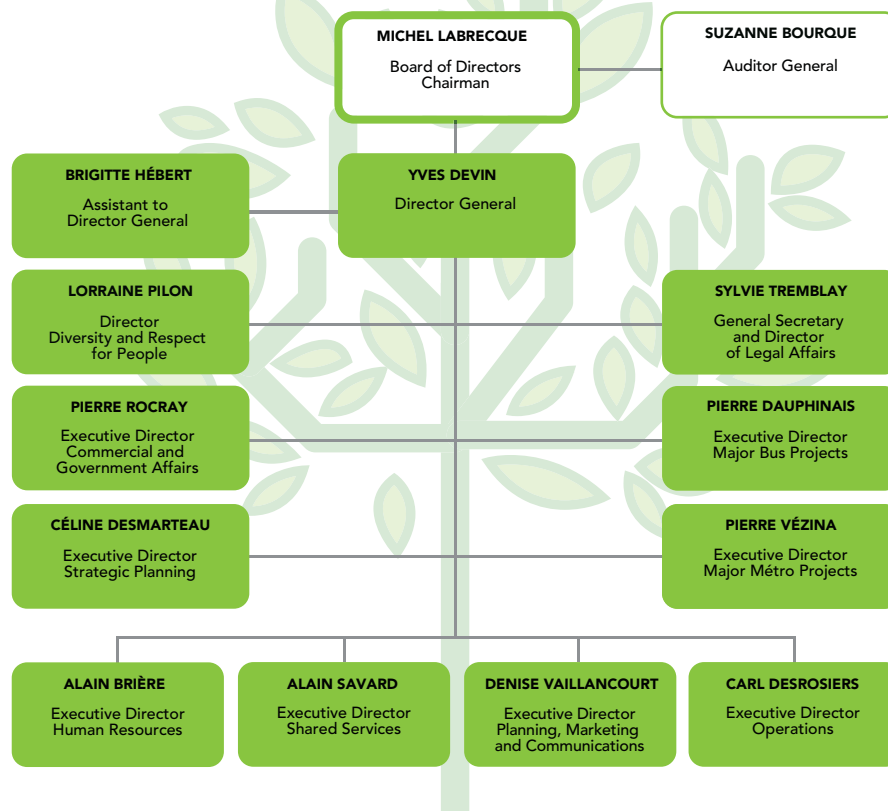 MICHEL LABRECQUE
Board of Directors
Chairman
SUZANNE BOURQUE
Auditor General
BRIGITTE HÉBERT
Assistant to
Director General
YVES DEVIN
Director General
LORRAINE PILON
Director
Diversity and Respect
for People
SYLVIE TREMBLAY
General Secretary
and Director
of Legal Affairs
PIERRE ROCRAY
Executive Director
Commercial and
Government Affairs
PIERRE DAUPHINAIS
Executive Director
Major Bus Projects
CÉLINE DESMARTEAU
Executive Director
Strategic Planning
PIERRE VÉZINA
Executive Director
Major Métro Projects
ALAIN BRIÈRE
Executive Director
Human Resources
ALAIN SAVARD
Executive Director
Shared Services
DENISE VAILLANCOURT
Executive Director
Planning, Marketing
and Communications
CARL DESROSIERS
Executive Director
Operations